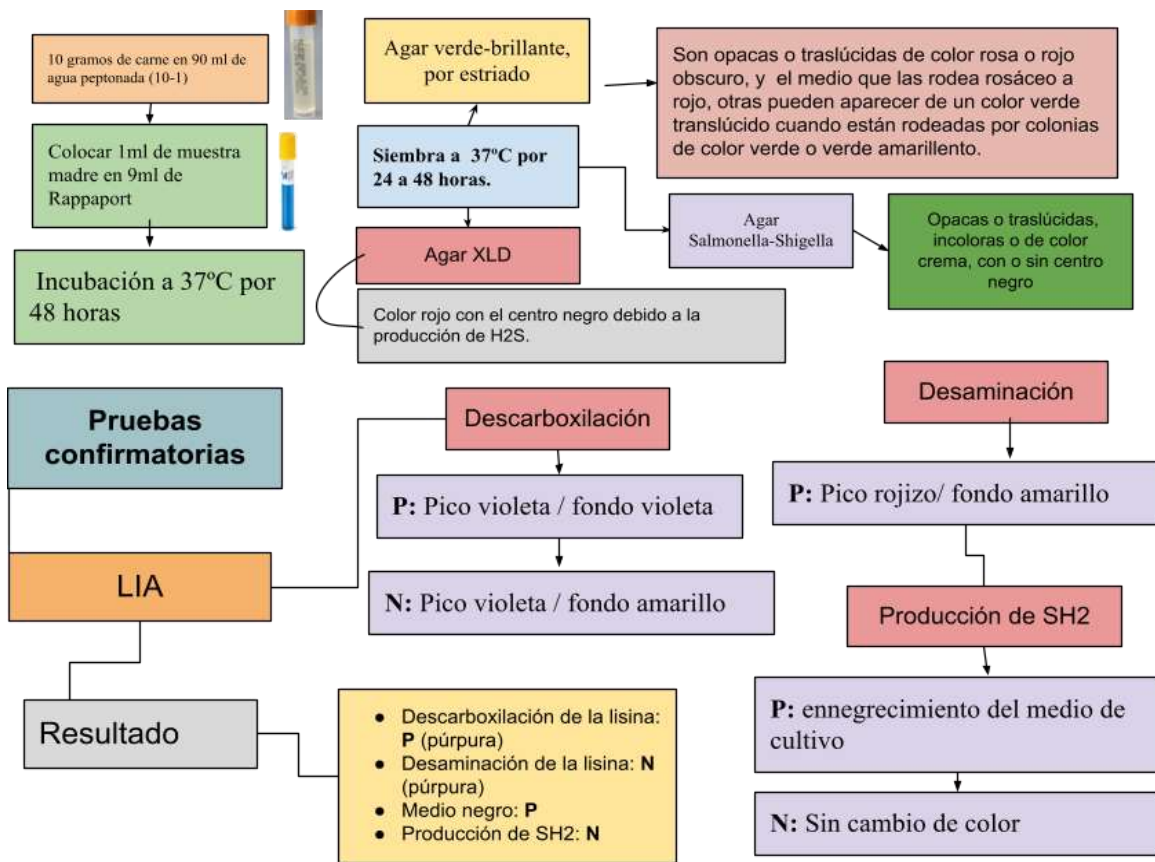 10 gramos de carne en 90 ml de
agua peptonada (10-1)
Colocar 1ml de muestra
madre en 9ml de
Rappaport
Incubación a 37ºC por
48 horas
Agar verde-brillante,
por estriado
Son opacas o traslúcidas de color rosa o rojo
obscuro, y el medio que las rodea rosáceo a
rojo, otras pueden aparecer de un color verde
translúcido cuando están rodeadas por colonias
de color verde o verde amarillento.
Siembra a 37ºC por
24 a 48 horas.
Agar
Salmonella-Shigella
Opacas o traslúcidas,
incoloras o de color
crema, con o sin centro
negro
Agar XLD
Color rojo con el centro negro debido a la
producción de H2S.
Pruebas
confirmatorias
LIA
Descarboxilación
P: Pico violeta / fondo violeta
N: Pico violeta / fondo amarillo
Desaminación
P: Pico rojizo/ fondo amarillo
Producción de SH2
P: ennegrecimiento del medio de
cultivo
N: Sin cambio de color
Resultado
● Descarboxilación de la lisina:
P (púrpura)
● Desaminación de la lisina: N
(púrpura)
● Medio negro: P
● Producción de SH2: N